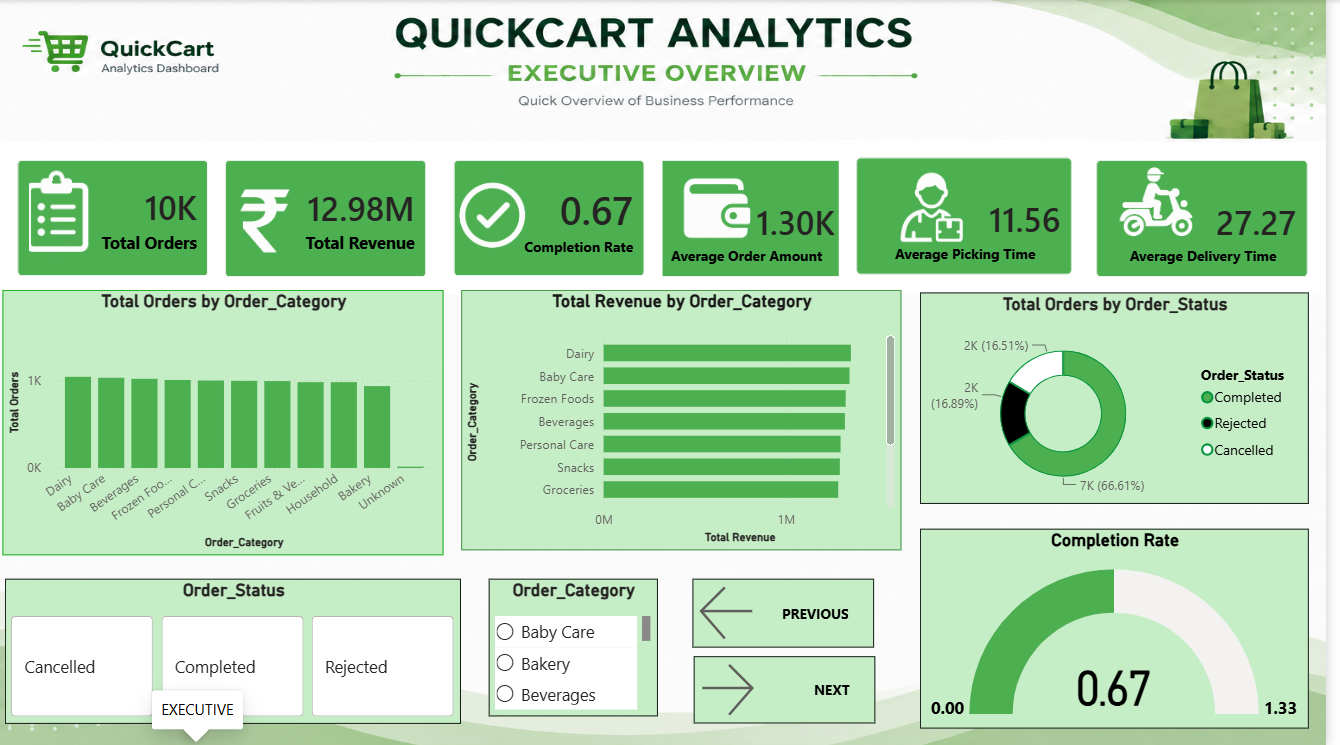 QuickCart
Analytics Dashboard
QUICKCART ANALYTICS
EXECUTIVE OVERVIEW
Quick Overview of Business Performance
10K
Total Orders
₹
12.98M
Total Revenue
0.67
Completion Rate
1.30K
Average Order Amount
11.56
Average Picking Time
27.27
Average Delivery Time
Total Orders by Order_Category
Total Orders
1K
0K
Dairy
Baby Care
Beverages
Frozen Foo...
Personal C...
Snacks
Groceries
Fruits & Ve...
Household
Bakery
Unknown
Order_Category
Total Revenue by Order_Category
Order_Category
Dairy
Baby Care
Frozen Foods
Beverages
Personal Care
Snacks
Groceries
0M
1M
Total Revenue
Total Orders by Order_Status
2K (16.51%)
2K
(16.89%)
7K (66.61%)
Order_Status
Completed
Rejected
Cancelled
Completion Rate
0.67
0.00
1.33
Order_Status
Cancelled
Completed
Rejected
EXECUTIVE
Order_Category
Baby Care
Bakery
Beverages
PREVIOUS
NEXT